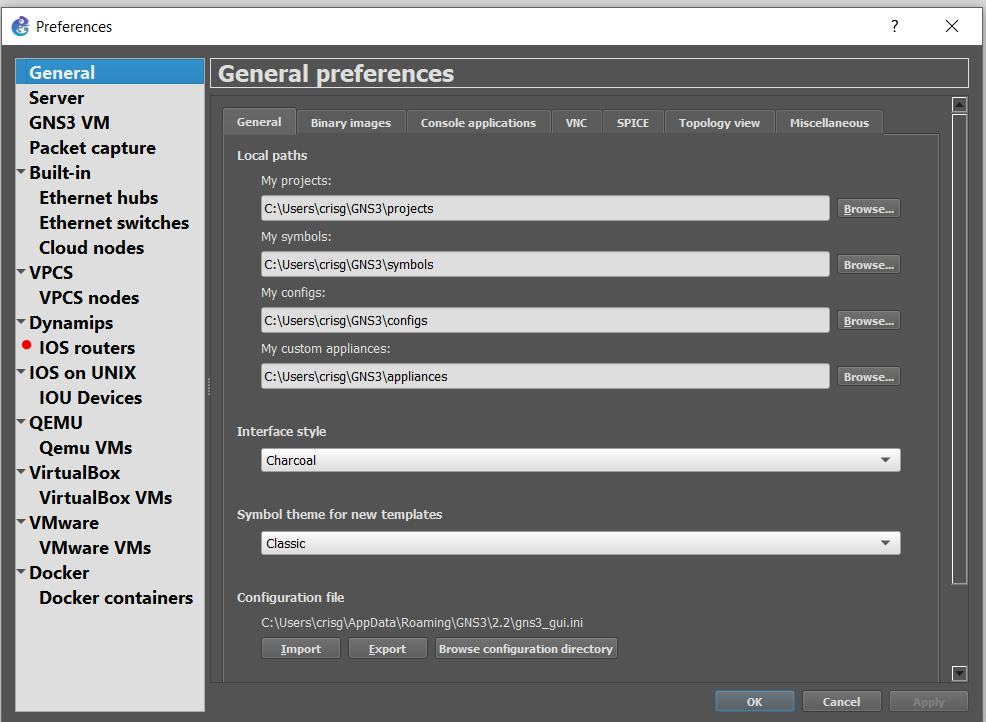 Preferences
?
General
Server
GNS3 VM
Packet capture
Built-in
Ethernet hubs
Ethernet switches
Cloud nodes
VPCS
VPCS nodes
Dynamips
IOS routers
IOS on UNIX
IOU Devices
QEMU
Qemu VMs
VirtualBox
VirtualBox VMs
VMware
VMware VMs
Docker
Docker containers
General preferences
General Binary images Console applications VNC SPICE Topology view Miscellaneous
Local paths
My projects:
C:\Users\crisg\GNS3\projects Browse...
My symbols:
C:\Users\crisg\GNS3\symbols Browse...
My configs:
C:\Users\crisg\GNS3\configs Browse...
My custom appliances:
C:\Users\crisg\GNS3\appliances Browse...
Interface style
Charcoal
Symbol theme for new templates
Classic
Configuration file
C:\Users\crisg\AppData\Roaming\GNS3\2.2\gns3_gui.ini
Import Export Browse configuration directory
OK Cancel Apply